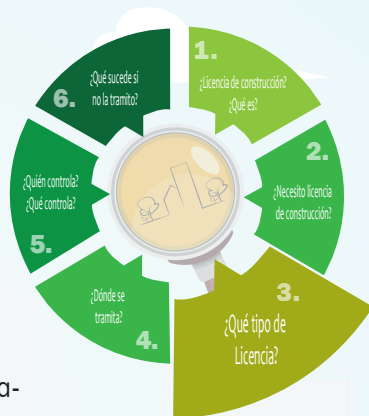 1.
¿Licencia de construcción?
¿Qué es?
2.
¿Necesito licencia
de construcción?
3.
¿Qué tipo de
Licencia?
¿Dónde se
tramita?
4.
¿Quién controla?
¿Qué controla?
5.
¿Qué sucede si
no la tramito?
6.
a-